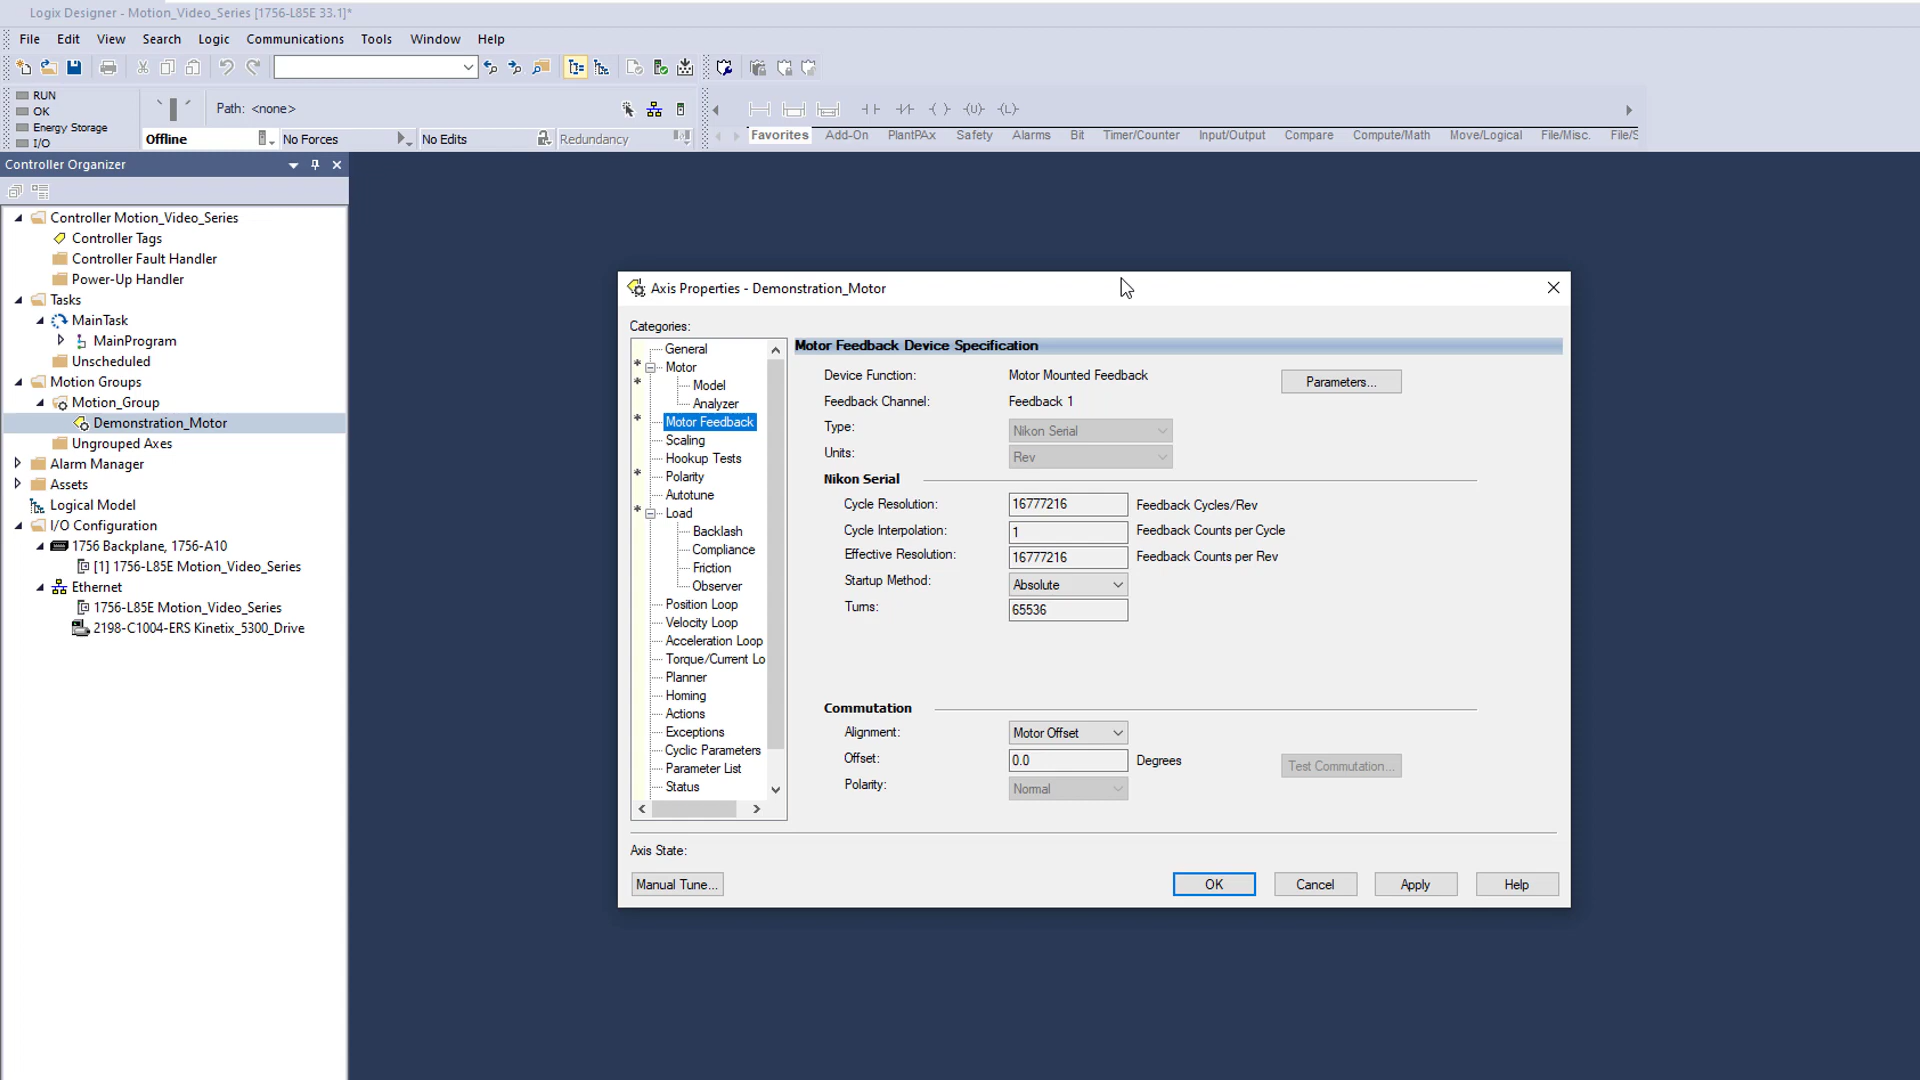 Logix Designer - Motion_Video_Series [1756-L85E 33.1]*
File Edit View Search Logic Communications Tools Window Help
RUN
OK
Energy Storage
I/O
Path: <none>
Offline No Forces No Edits Redundancy
Favorites Add-On PlantPAx Safety Alarms Bit Timer/Counter Input/Output Compare Compute/Math Move/Logical File/Misc. File/S
Controller Organizer
Controller Motion_Video_Series
Controller Tags
Controller Fault Handler
Power-Up Handler
Tasks
MainTask
MainProgram
Unscheduled
Motion Groups
Motion_Group
Demonstration_Motor
Ungrouped Axes
Alarm Manager
Assets
Logical Model
I/O Configuration
1756 Backplane, 1756-A10
[1] 1756-L85E Motion_Video_Series
Ethernet
1756-L85E Motion_Video_Series
2198-C1004-ERS Kinetix_5300_Drive
Axis Properties - Demonstration_Motor
Categories:
General
* Motor
* Model
Analyzer
* Motor Feedback
Scaling
Hookup Tests
* Polarity
Autotune
* Load
Backlash
Compliance
Friction
Observer
Position Loop
Velocity Loop
Acceleration Loop
Torque/Current Lo
Planner
Homing
Actions
Exceptions
Cyclic Parameters
Parameter List
Status
Motor Feedback Device Specification
Device Function: Motor Mounted Feedback Parameters...
Feedback Channel: Feedback 1
Type: Nikon Serial
Units: Rev
Nikon Serial
Cycle Resolution: 16777216 Feedback Cycles/Rev
Cycle Interpolation: 1 Feedback Counts per Cycle
Effective Resolution: 16777216 Feedback Counts per Rev
Startup Method: Absolute
Turns: 65536
Commutation
Alignment: Motor Offset
Offset: 0.0 Degrees Test Commutation...
Polarity: Normal
Axis State:
Manual Tune... OK Cancel Apply Help